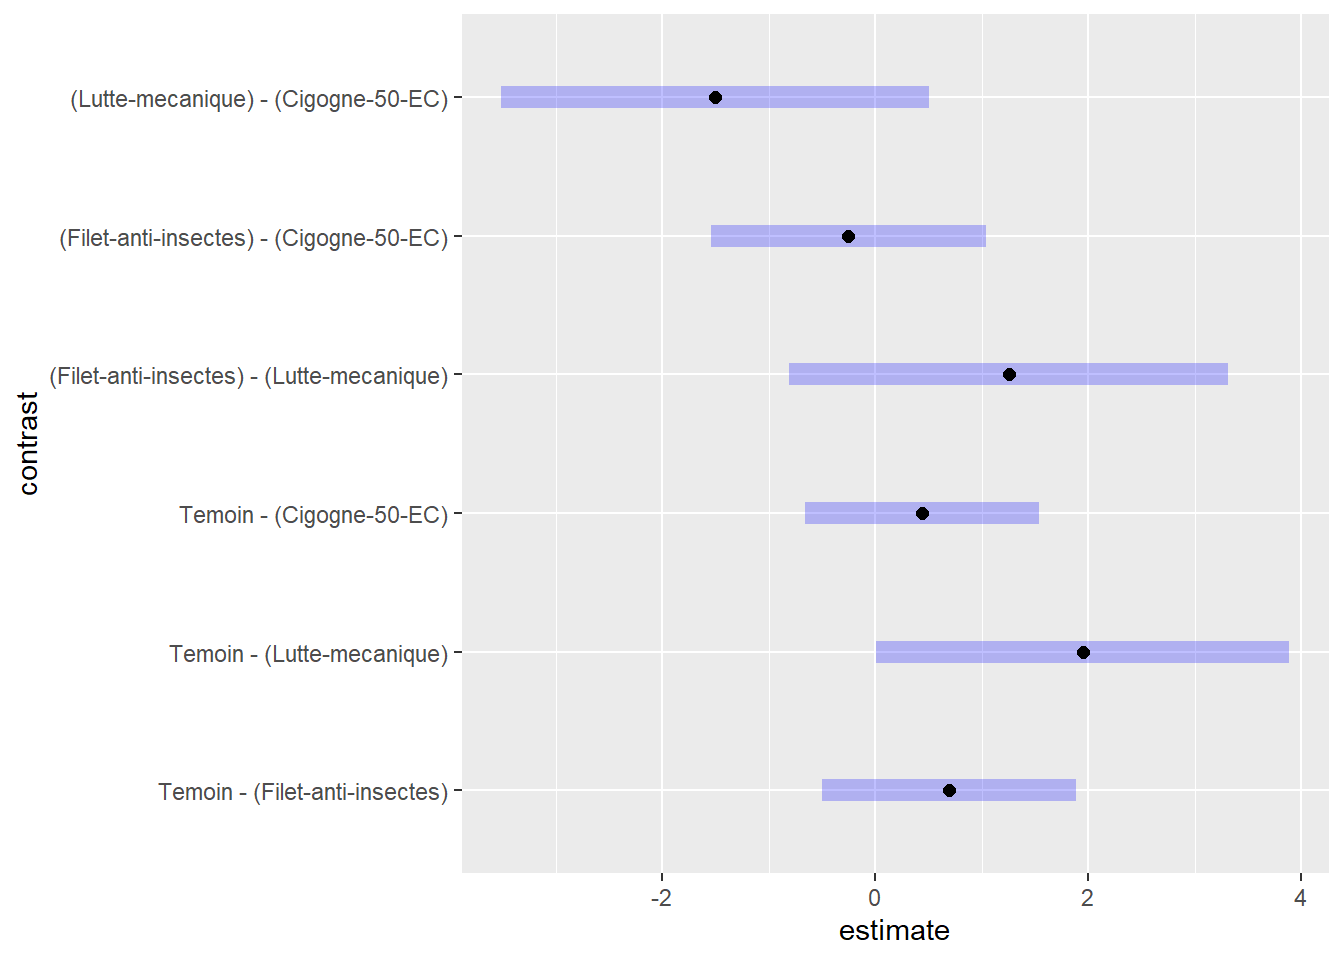 (Lutte-mecanique) - (Cigogne-50-EC)
(Filet-anti-insectes) - (Cigogne-50-EC)
(Filet-anti-insectes) - (Lutte-mecanique)
Temoin - (Cigogne-50-EC)
Temoin - (Lutte-mecanique)
Temoin - (Filet-anti-insectes)
contrast
-2 0 2 4
estimate